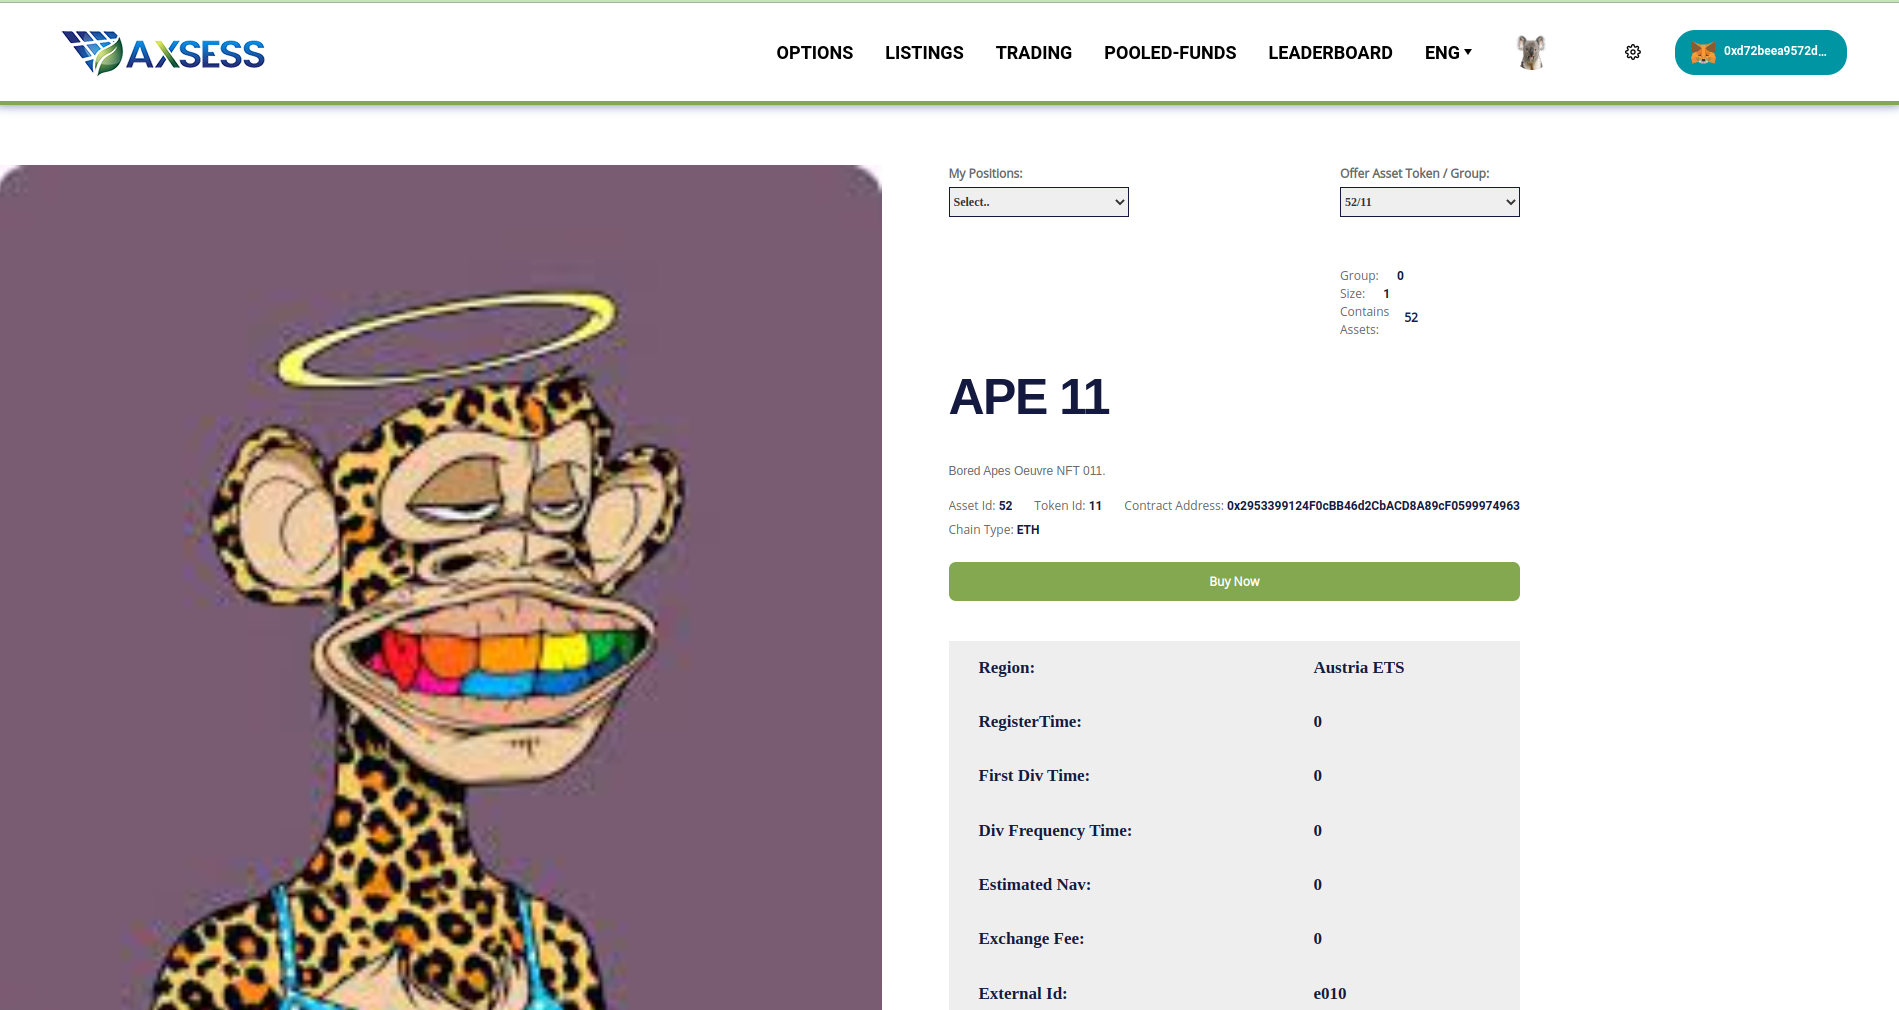 AXSESS
OPTIONS LISTINGS TRADING POOLED-FUNDS LEADERBOARD ENG
0xd72beea9572d...
My Positions:
Select..
Offer Asset Token / Group:
52/11
Group: 0
Size: 1
Contains Assets: 52
APE 11
Bored Apes Oeuvre NFT 011.
Asset Id: 52 Token Id: 11 Contract Address: 0x2953399124F0cBB46d2CbACD8A89cF0599974963
Chain Type: ETH
Buy Now
Region: Austria ETS
RegisterTime: 0
First Div Time: 0
Div Frequency Time: 0
Estimated Nav: 0
Exchange Fee: 0
External Id: e010